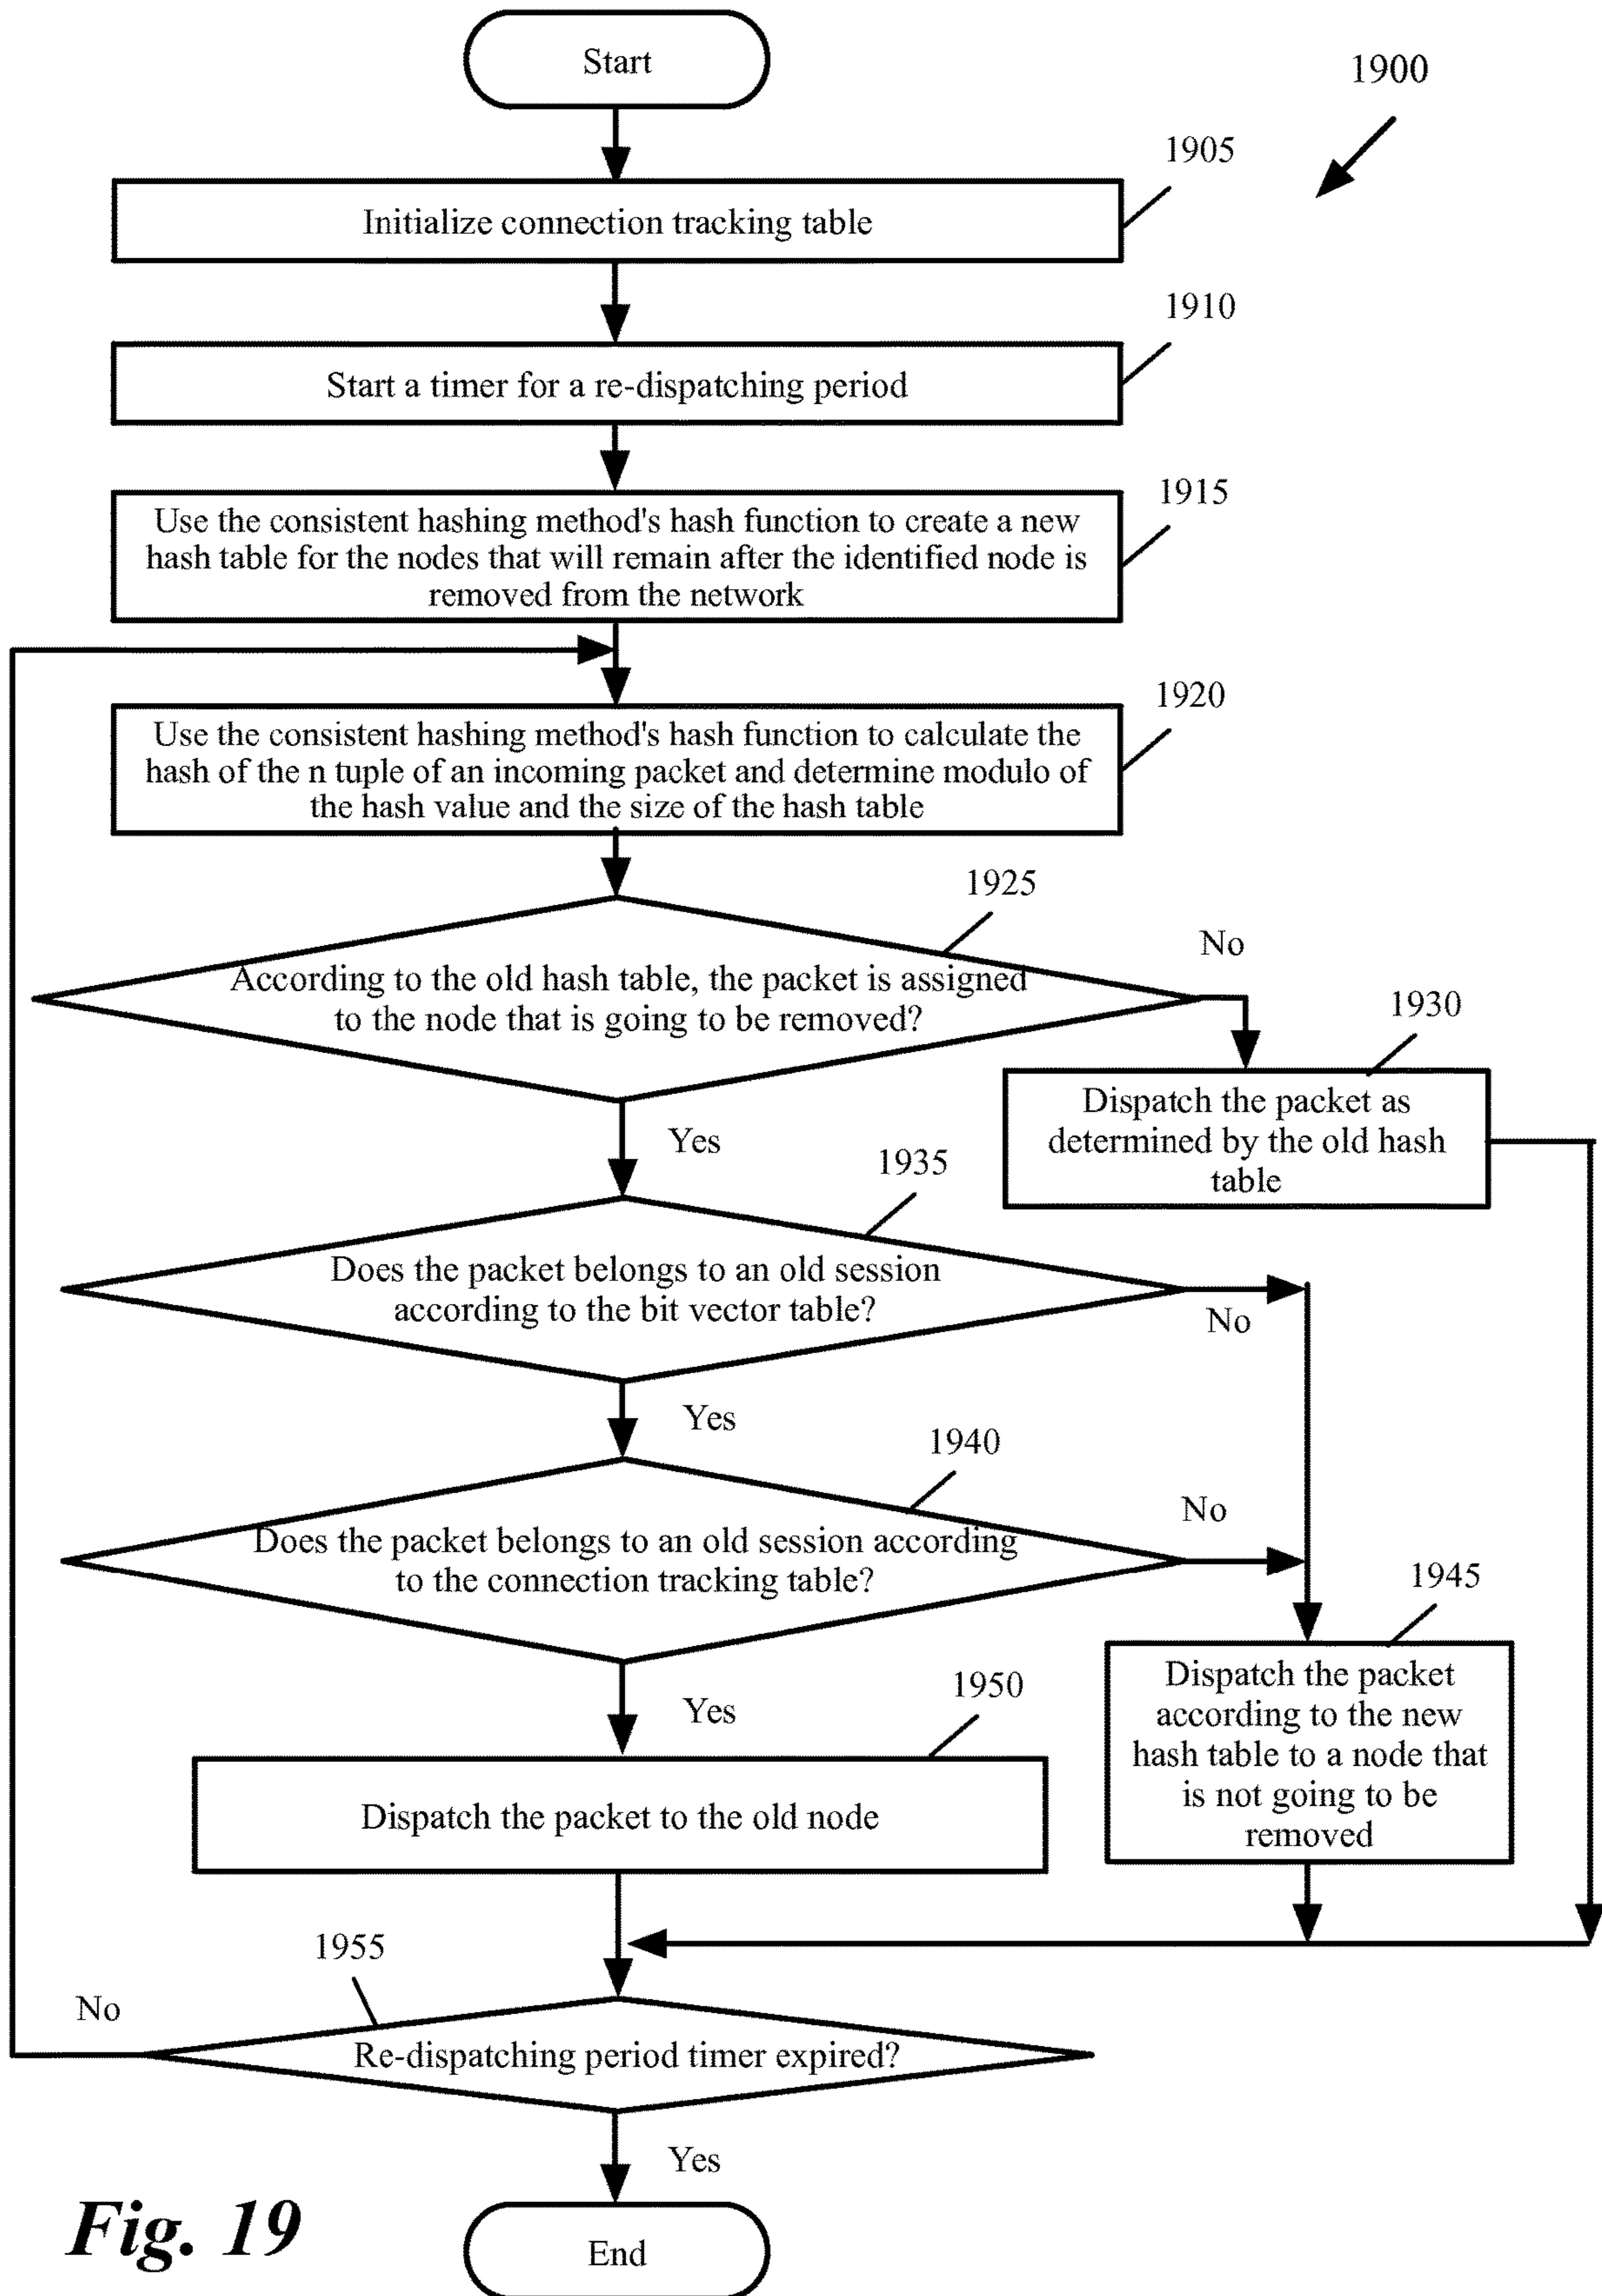 Start
1900
1905
Initialize connection tracking table
1910
Start a timer for a re-dispatching period
1915
Use the consistent hashing method's hash function to create a new
hash table for the nodes that will remain after the identified node is
removed from the network
1920
Use the consistent hashing method's hash function to calculate the
hash of the n tuple of an incoming packet and determine modulo of
the hash value and the size of the hash table
1925
No
According to the old hash table, the packet is assigned
to the node that is going to be removed?
1930
Dispatch the packet as
determined by the old hash
table
Yes
1935
Does the packet belongs to an old session
according to the bit vector table?
No
Yes
1940
No
Does the packet belongs to an old session according
to the connection tracking table?
1945
Dispatch the packet
according to the new
hash table to a node that
is not going to be
removed
Yes
1950
Dispatch the packet to the old node
1955
No
Re-dispatching period timer expired?
Yes
Fig. 19
End